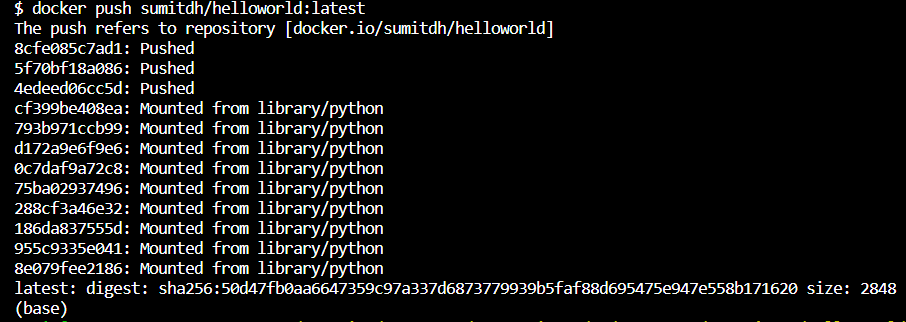 $ docker push sumitdh/helloworld:latest
The push refers to repository [docker.io/sumitdh/helloworld]
8cfe085c7ad1: Pushed
5f70bf18a086: Pushed
4edeed06cc5d: Pushed
cf399be408ea: Mounted from library/python
793b971ccb99: Mounted from library/python
d172a9e6f9e6: Mounted from library/python
0c7daf9a72c8: Mounted from library/python
75ba02937496: Mounted from library/python
288cf3a46e32: Mounted from library/python
186da837555d: Mounted from library/python
955c9335e041: Mounted from library/python
8e079fee2186: Mounted from library/python
latest: digest: sha256:50d47fb0aa6647359c97a337d6873779939b5faf88d695475e947e558b171620 size: 2848
(base)